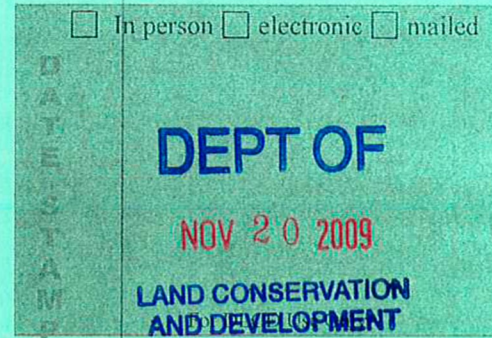 ☐ In person ☐ electronic ☐ mailed
DATE STAMP
DEPT OF
NOV 20 2009
LAND CONSERVATION
AND DEVELOPMENT